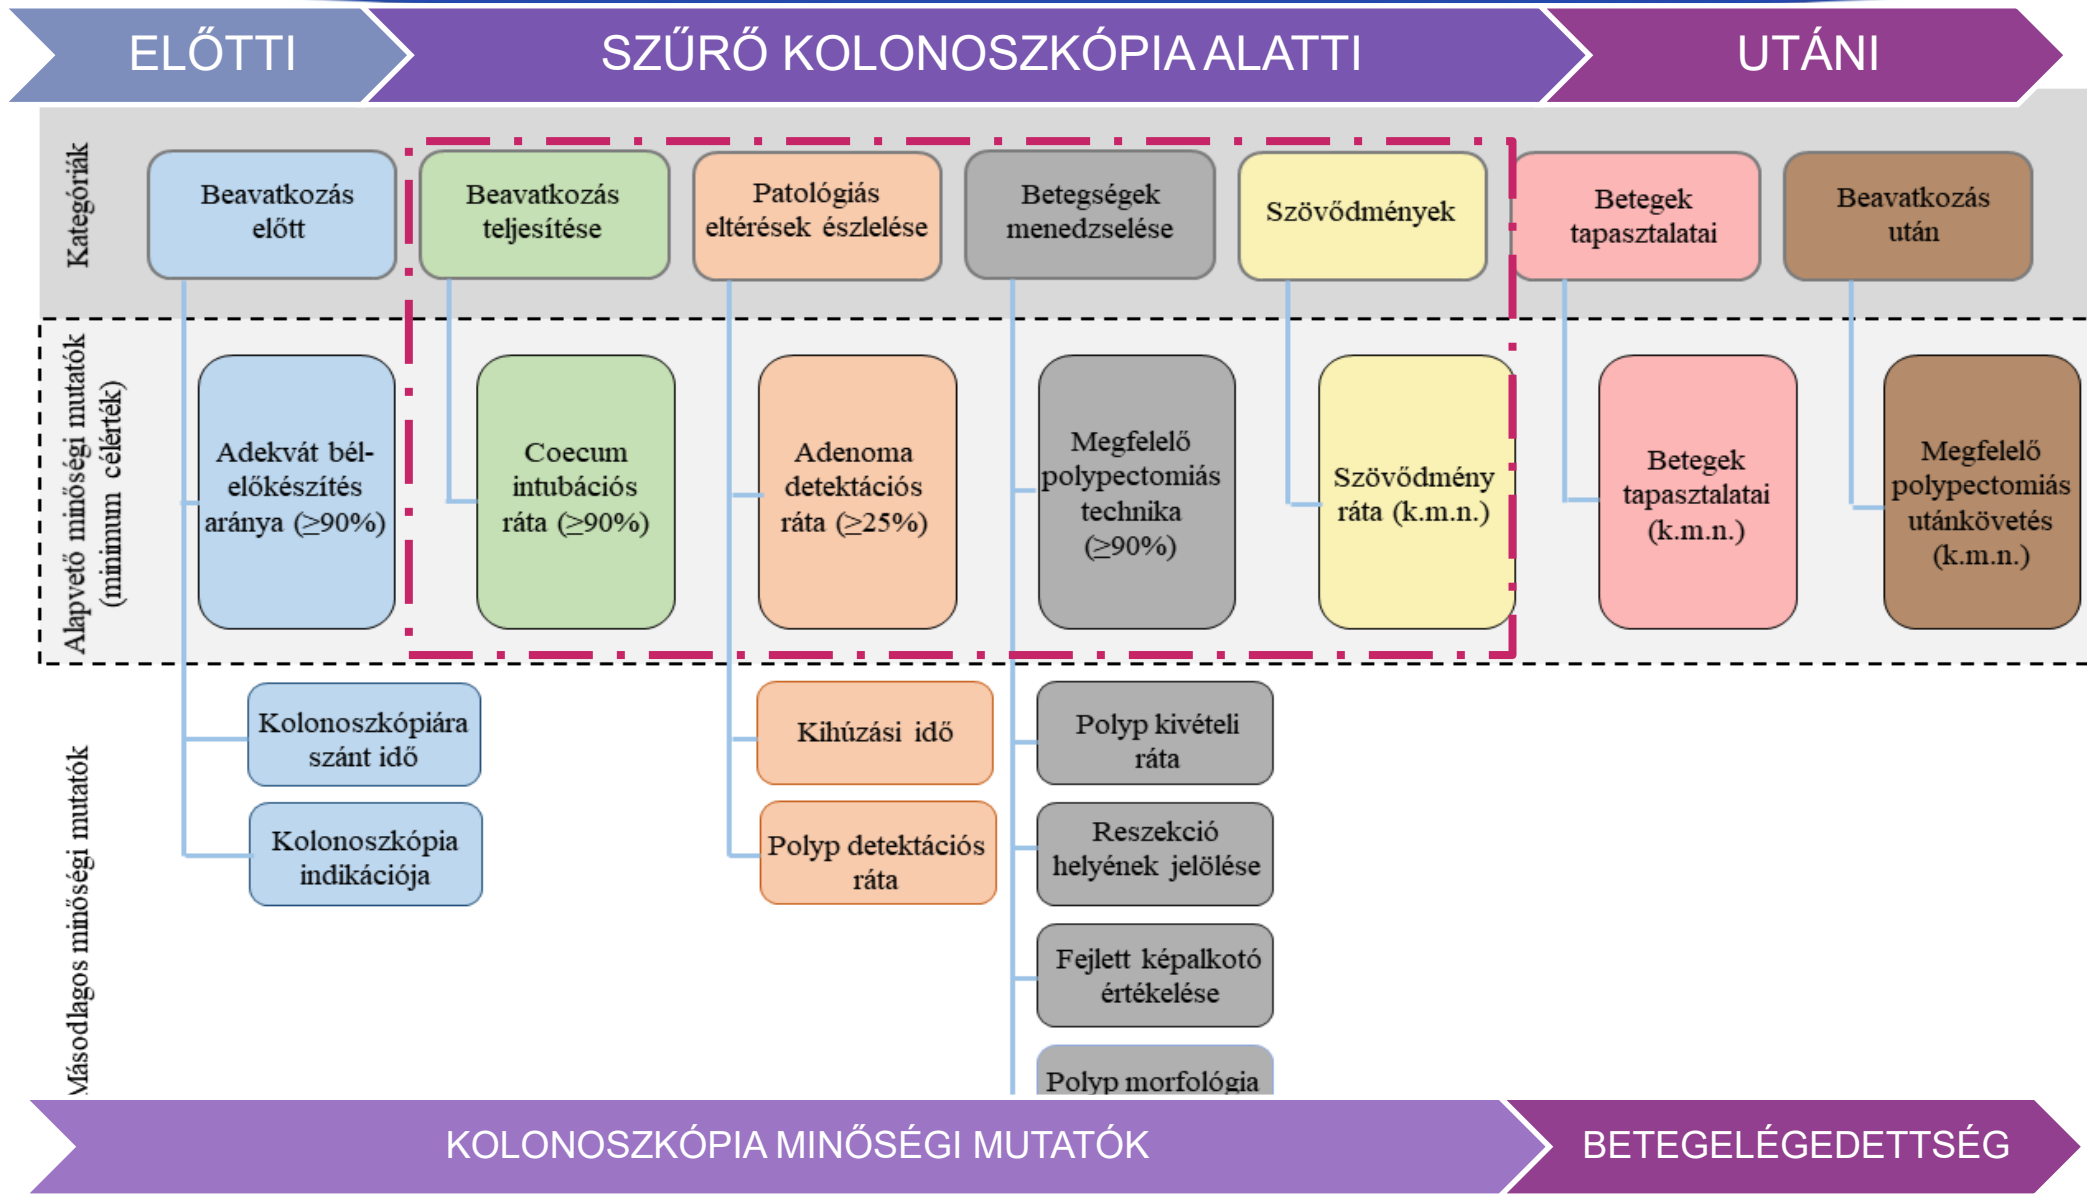 ELŐTTI
SZŰRŐ KOLONOSZKÓPIA ALATTI
UTÁNI
Kategóriák
Beavatkozás
előtt
Beavatkozás
teljesítése
Patológiás
eltérések észlelése
Betegségek
menedzselése
Szövődmények
Betegek
tapasztalatai
Beavatkozás
után
Alapvető minőségi mutatók
(minimum célérték)
Adekvát bél-
előkészítés
aránya (≥90%)
Coecum
intubációs
ráta (≥90%)
Adenoma
detektációs
ráta (≥25%)
Megfelelő
polypectomiás
technika
(≥90%)
Szövődmény
ráta (k.m.n.)
Betegek
tapasztalatai
(k.m.n.)
Megfelelő
polypectomiás
utánkövetés
(k.m.n.)
Másodlagos minőségi mutatók
Kolonoszkópiára
szánt idő
Kolonoszkópia
indikációja
Kihúzási idő
Polyp detektációs
ráta
Polyp kivételi
ráta
Reszekció
helyének jelölése
Fejlett képalkotó
értékelése
Polyp morfológia
KOLONOSZKÓPIA MINŐSÉGI MUTATÓK
BETEGELÉGEDETTSÉG